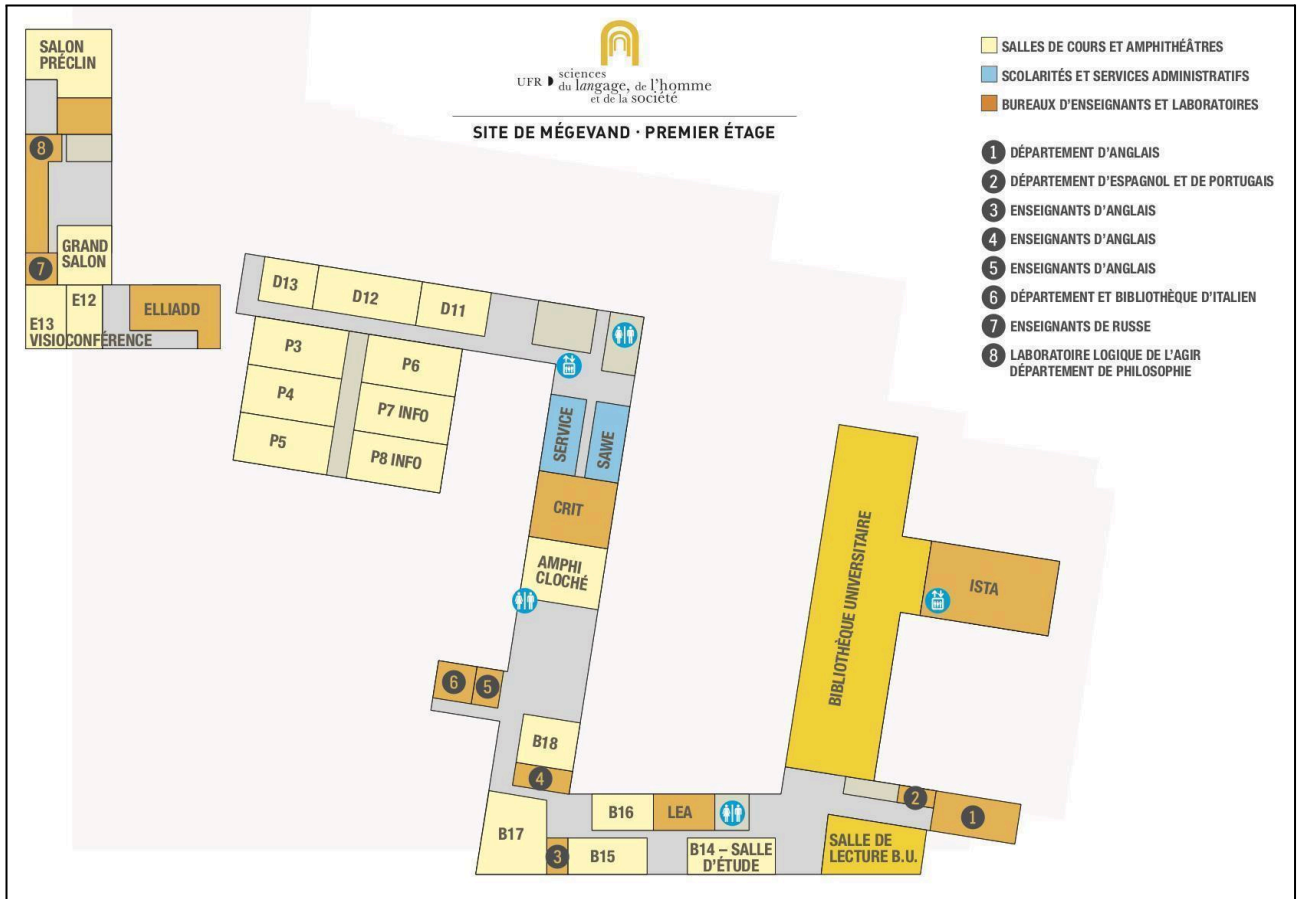 UFR sciences
du langage, de l'homme
et de la société
SITE DE MÉGEVAND · PREMIER ÉTAGE
SALLES DE COURS ET AMPHITHÉÂTRES
SCOLARITÉS ET SERVICES ADMINISTRATIFS
BUREAUX D'ENSEIGNANTS ET LABORATOIRES
1 DÉPARTEMENT D'ANGLAIS
2 DÉPARTEMENT D'ESPAGNOL ET DE PORTUGAIS
3 ENSEIGNANTS D'ANGLAIS
4 ENSEIGNANTS D'ANGLAIS
5 ENSEIGNANTS D'ANGLAIS
6 DÉPARTEMENT ET BIBLIOTHÈQUE D'ITALIEN
7 ENSEIGNANTS DE RUSSE
8 LABORATOIRE LOGIQUE DE L'AGIR
DÉPARTEMENT DE PHILOSOPHIE
SALON
PRÉCLIN
8
GRAND
SALON
7
E12
ELLIADD
E13
VISIOCONFÉRENCE
D13
D12
D11
P3
P6
P4
P7 INFO
P5
P8 INFO
SERVICE
SAWE
CRIT
AMPHI
CLOCHÉ
BIBLIOTHÈQUE UNIVERSITAIRE
ISTA
6
5
B18
4
B17
B16
LEA
3
B15
B14 – SALLE
D'ÉTUDE
2
1
SALLE DE
LECTURE B.U.